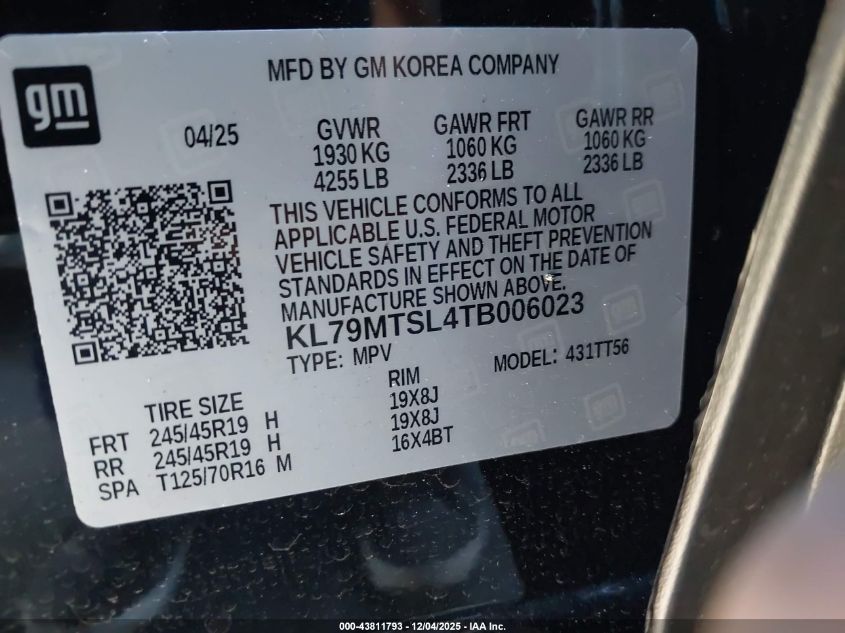 gm
MFD BY GM KOREA COMPANY
04/25
GVWR GAWR FRT GAWR RR
1930 KG 1060 KG 1060 KG
4255 LB 2336 LB 2336 LB
THIS VEHICLE CONFORMS TO ALL
APPLICABLE U.S. FEDERAL MOTOR
VEHICLE SAFETY AND THEFT PREVENTION
STANDARDS IN EFFECT ON THE DATE OF
MANUFACTURE SHOWN ABOVE.
KL79MTSL4TB006023
TYPE: MPV MODEL: 431TT56
TIRE SIZE RIM
FRT 245/45R19 H 19X8J
RR 245/45R19 H 19X8J
SPA T125/70R16 M 16X4BT
000-43811793 - 12/04/2025 - IAA Inc.